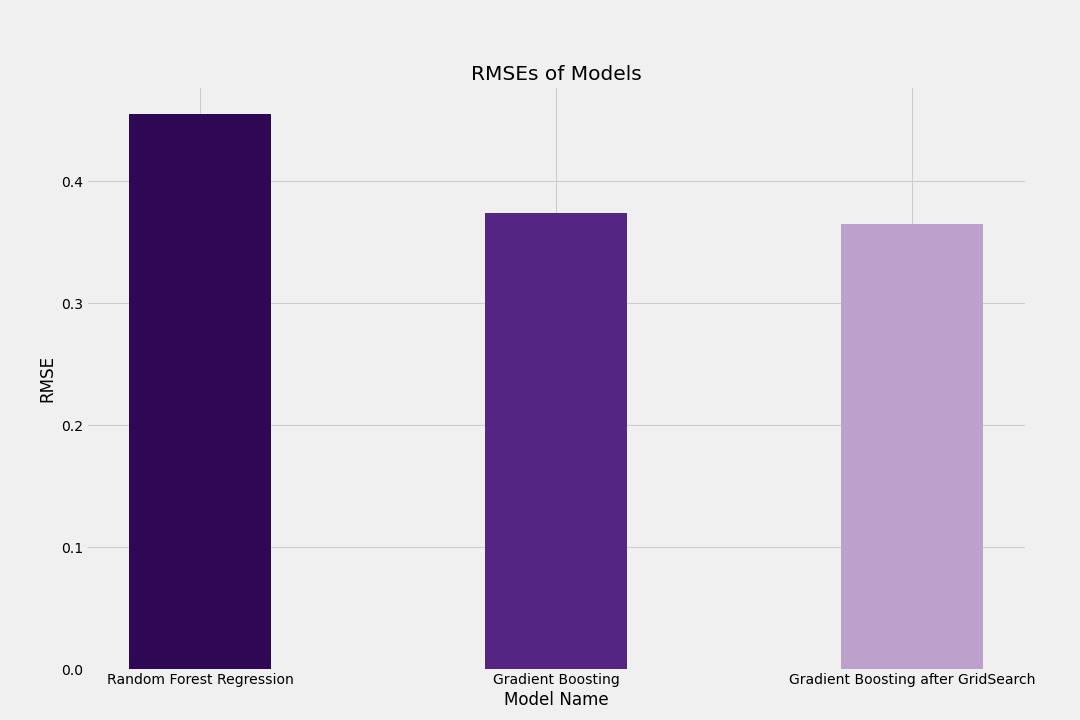 RMSEs of Models
RMSE
0.4
0.3
0.2
0.1
0.0
Random Forest Regression
Gradient Boosting
Gradient Boosting after GridSearch
Model Name